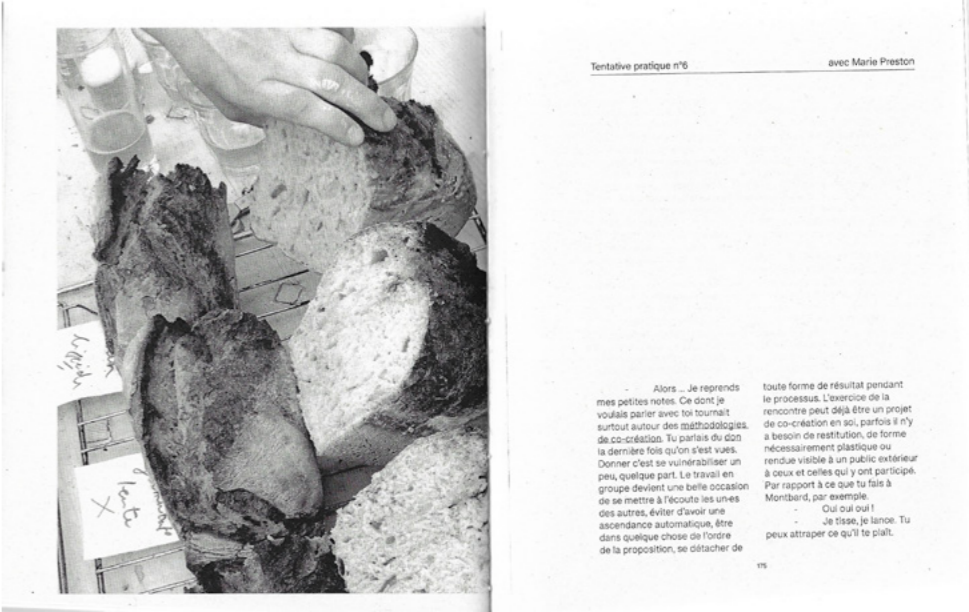 liquide
lente
X
Tentative pratique n°6
avec Marie Preston
- Alors ... Je reprends
mes petites notes. Ce dont je
voulais parler avec toi tournait
surtout autour des méthodologies
de co-création. Tu parlais du don
la dernière fois qu'on s'est vues.
Donner c'est se vulnérabiliser un
peu, quelque part. Le travail en
groupe devient une belle occasion
de se mettre à l'écoute les un·es
des autres, éviter d'avoir une
ascendance automatique, être
dans quelque chose de l'ordre
de la proposition, se détacher de
toute forme de résultat pendant
le processus. L'exercice de la
rencontre peut déjà être un projet
de co-création en soi, parfois il n'y
a besoin de restitution, de forme
nécessairement plastique ou
rendue visible à un public extérieur
à ceux et celles qui y ont participé.
Par rapport à ce que tu fais à
Montbard, par exemple.
- Oui oui oui !
- Je tisse, je lance. Tu
peux attraper ce qu'il te plaît.
175